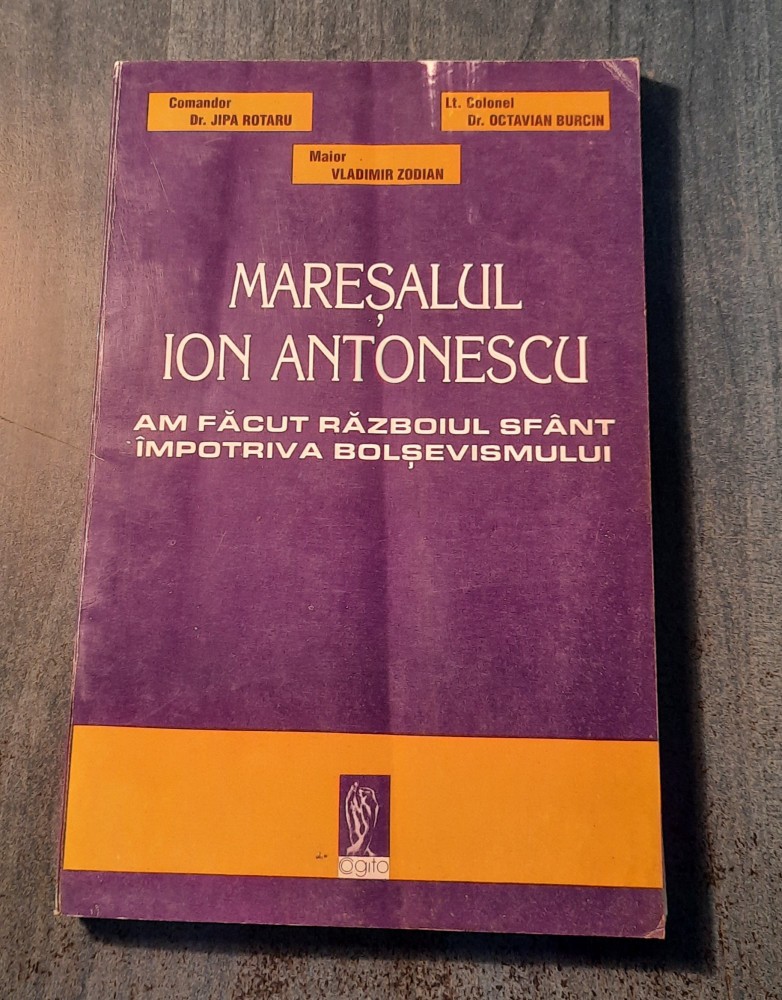 Comandor
Dr. JIPA ROTARU
Lt. Colonel
Dr. OCTAVIAN BURCIN
Maior
VLADIMIR ZODIAN
MAREȘALUL
ION ANTONESCU
AM FĂCUT RĂZBOIUL SFÂNT
ÎMPOTRIVA BOLȘEVISMULUI
Cogito